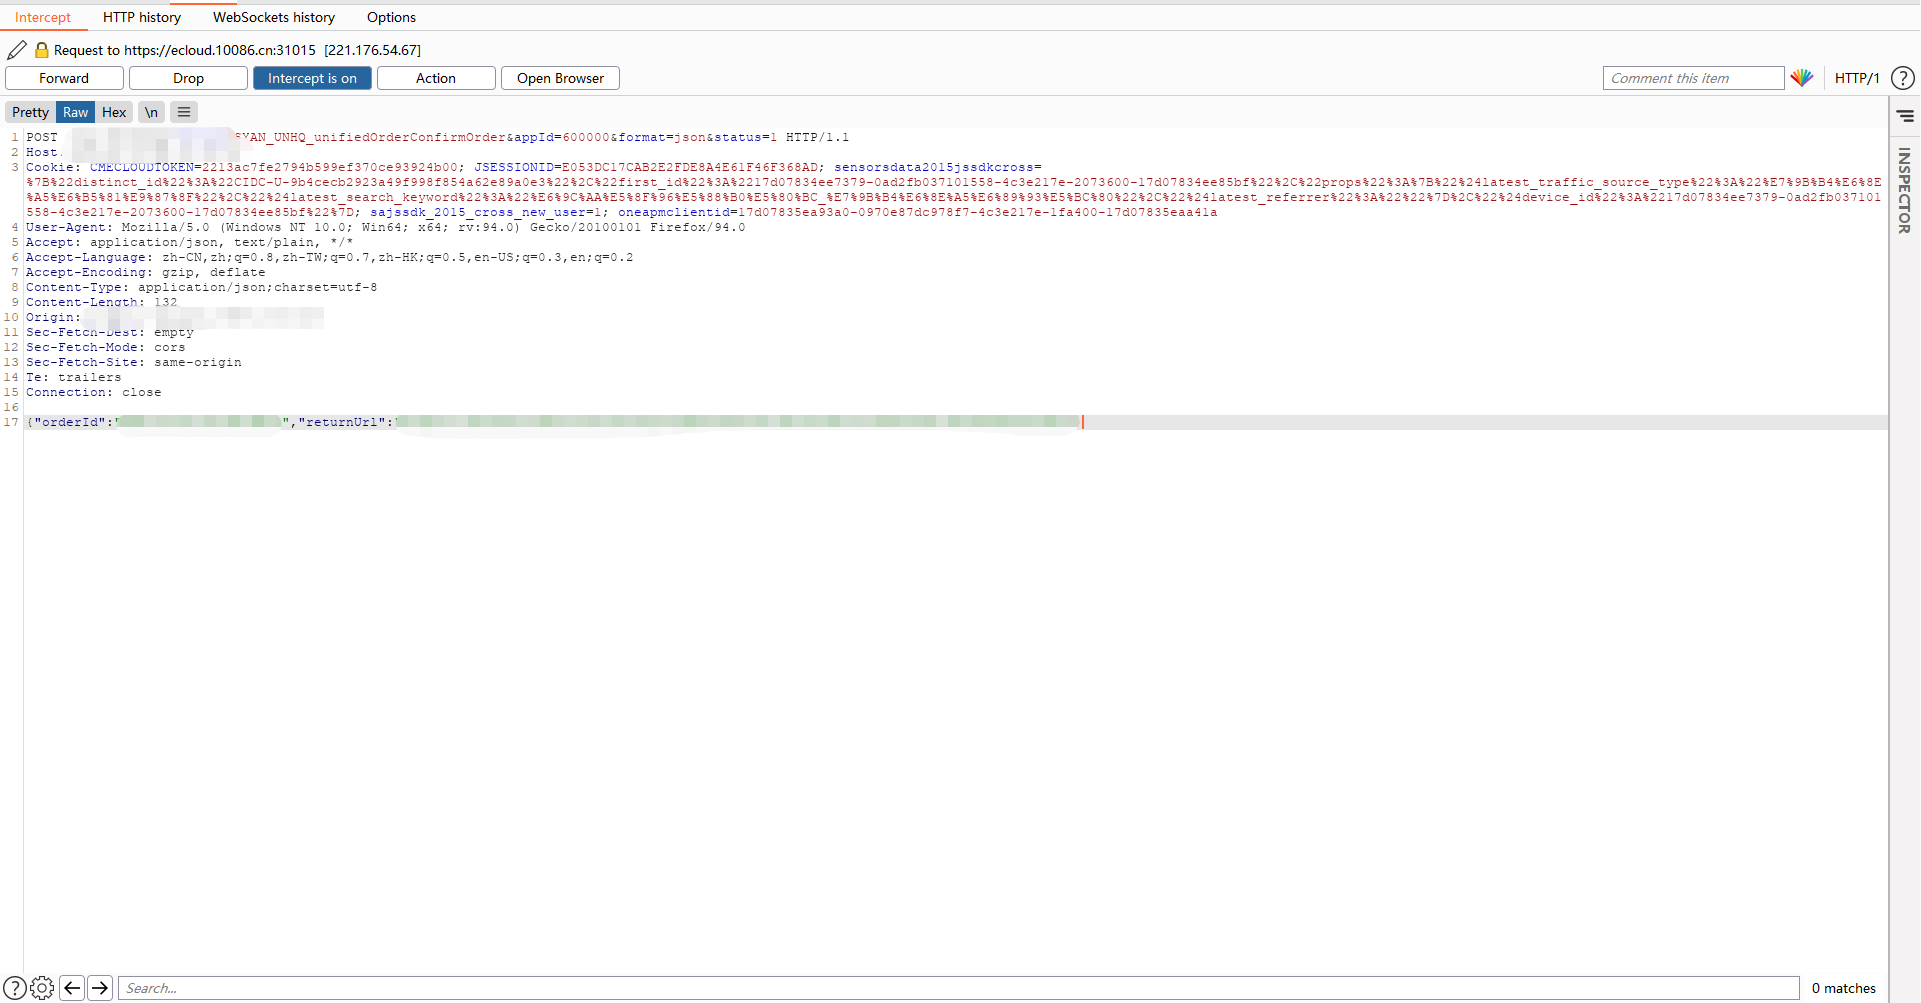 Intercept HTTP history WebSockets history Options
Request to https://ecloud.10086.cn:31015 [221.176.54.67]
Forward Drop Intercept is on Action Open Browser Comment this item HTTP/1 ?
Pretty Raw Hex \n
INSPECTOR
1 POST SYAN_UNHQ_unifiedOrderConfirmOrder&appId=600000&format=json&status=1 HTTP/1.1
2 Host:
3 Cookie: CMECLOUDTOKEN=2213ac7fe2794b599ef370ce93924b00; JSESSIONID=E053DC17CAB2E2FDE8A4E61F46F368AD; sensorsdata2015jssdkcross=
%7B%22distinct_id%22%3A%22CIDC-U-9b4cecb2923a49f998f854a62e89a0e3%22%2C%22first_id%22%3A%2217d07834ee7379-0ad2fb037101558-4c3e217e-2073600-17d07834ee85bf%22%2C%22props%22%3A%7B%22%24latest_traffic_source_type%22%3A%22%E7%9B%B4%E6%8E
%A5%E6%B5%81%E9%87%8F%22%2C%22%24latest_search_keyword%22%3A%22%E6%9C%AA%E5%8F%96%E5%88%B0%E5%80%BC_%E7%9B%B4%E6%8E%A5%E6%89%93%E5%BC%80%22%2C%22%24latest_referrer%22%3A%22%22%7D%2C%22%24device_id%22%3A%2217d07834ee7379-0ad2fb037101
558-4c3e217e-2073600-17d07834ee85bf%22%7D; sajssdk_2015_cross_new_user=1; oneapmclientid=17d07835ea93a0-0970e87dc978f7-4c3e217e-1fa400-17d07835eaa41a
4 User-Agent: Mozilla/5.0 (Windows NT 10.0; Win64; x64; rv:94.0) Gecko/20100101 Firefox/94.0
5 Accept: application/json, text/plain, */*
6 Accept-Language: zh-CN,zh;q=0.8,zh-TW;q=0.7,zh-HK;q=0.5,en-US;q=0.3,en;q=0.2
7 Accept-Encoding: gzip, deflate
8 Content-Type: application/json;charset=utf-8
9 Content-Length: 132
10 Origin:
11 Sec-Fetch-Dest: empty
12 Sec-Fetch-Mode: cors
13 Sec-Fetch-Site: same-origin
14 Te: trailers
15 Connection: close
16
17 {"orderId":" ","returnUrl":
? Search... 0 matches